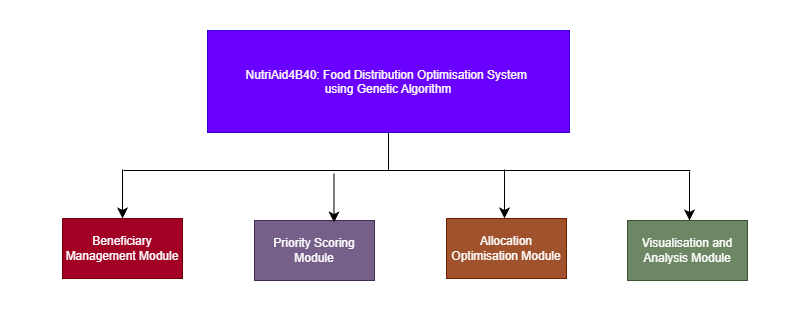 NutriAid4B40: Food Distribution Optimisation System
using Genetic Algorithm
Beneficiary
Management Module
Priority Scoring
Module
Allocation
Optimisation Module
Visualisation and
Analysis Module